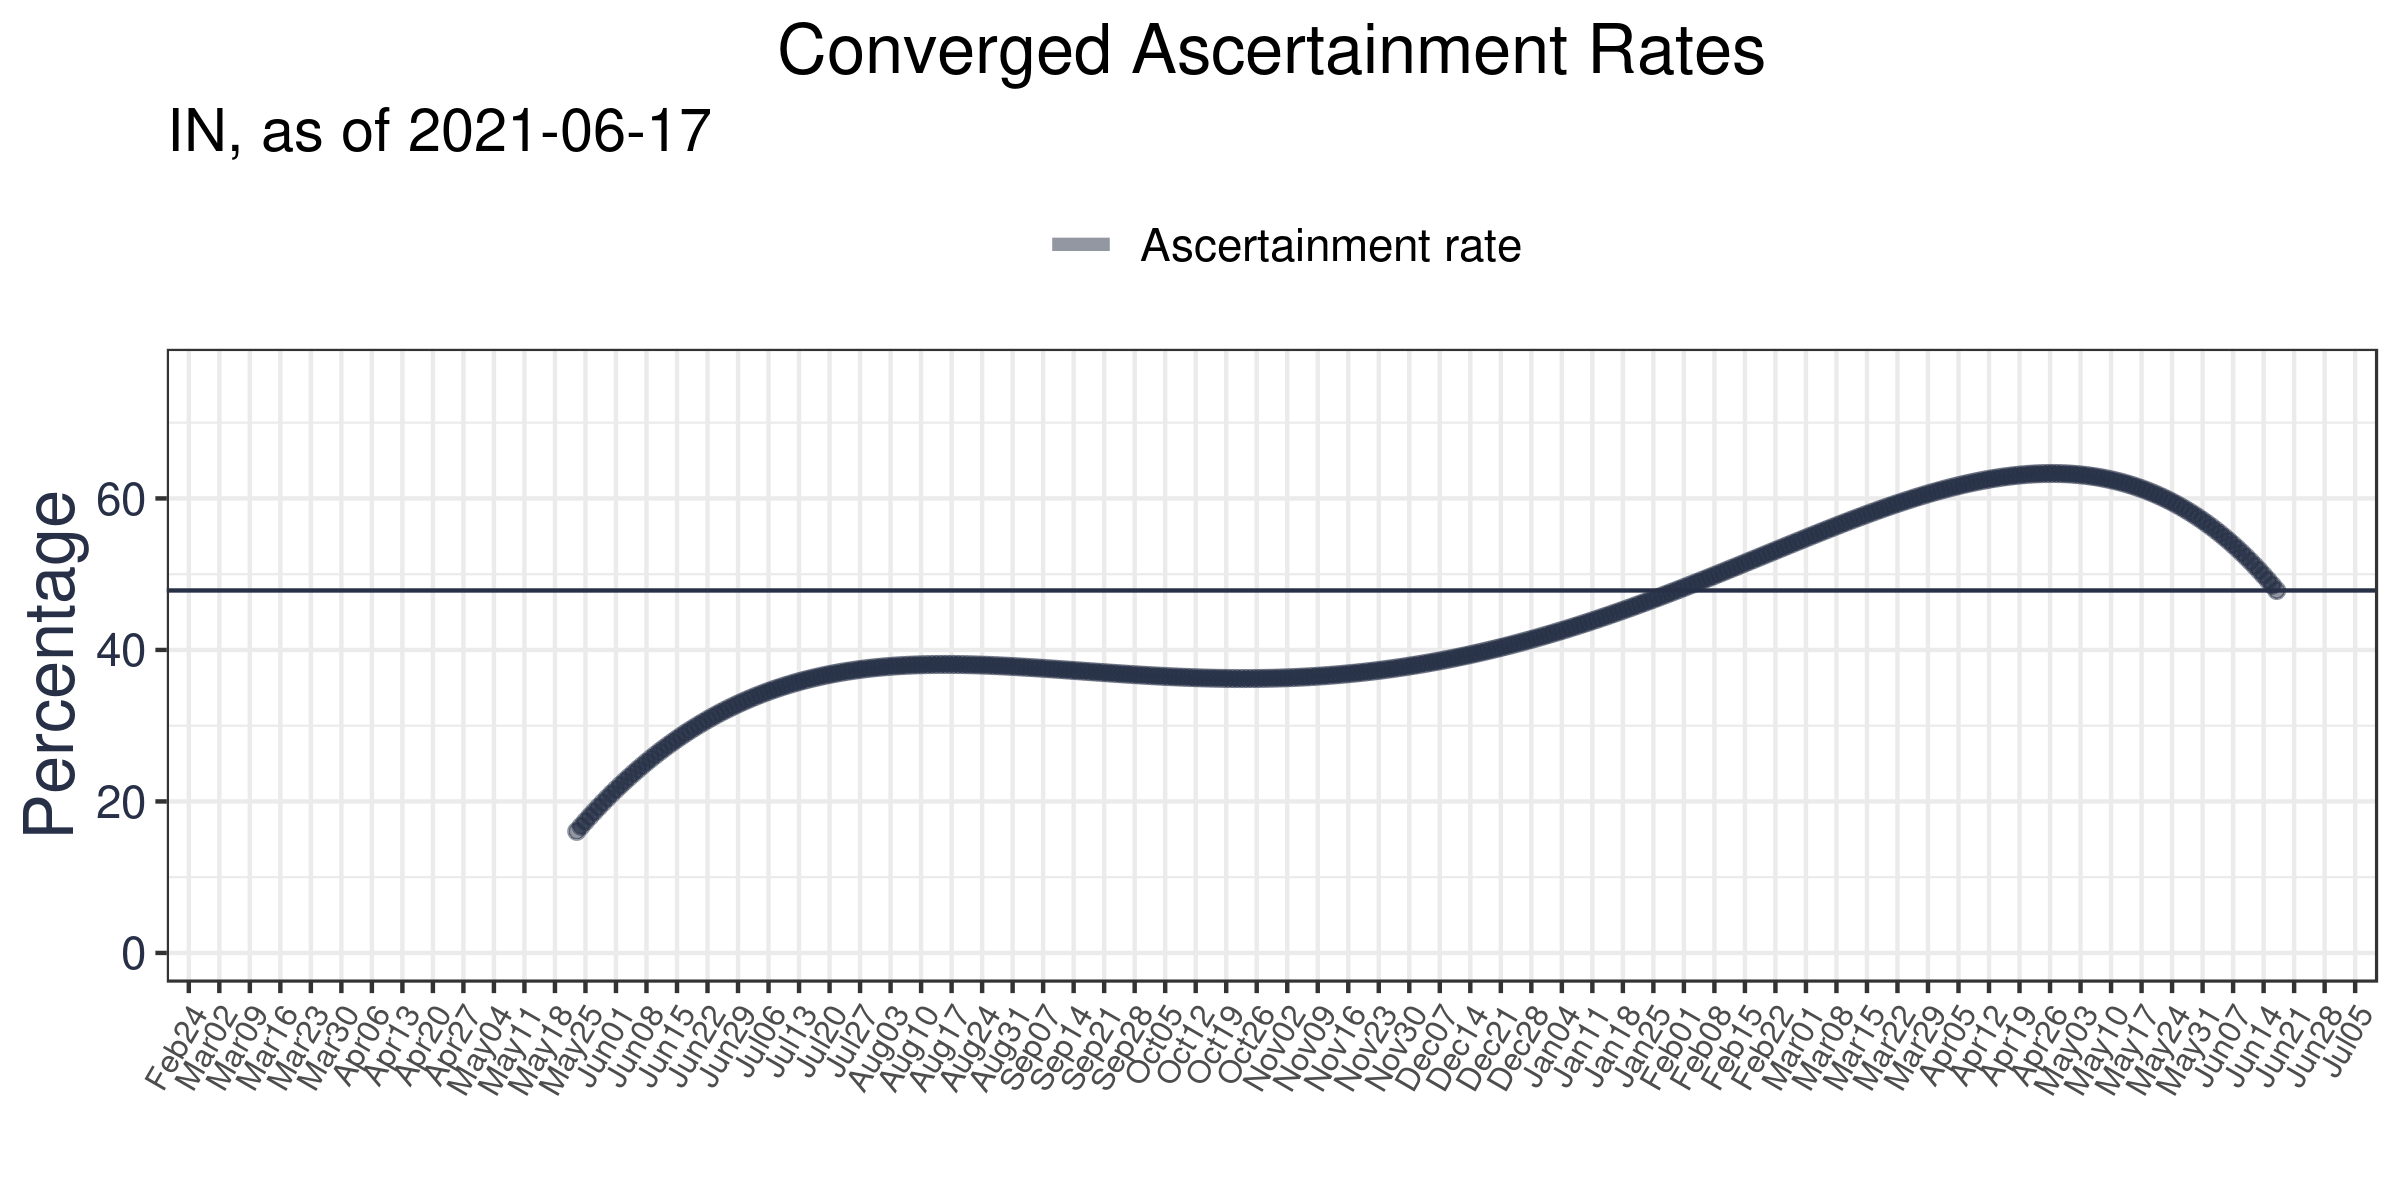 Converged Ascertainment Rates
IN, as of 2021-06-17
Ascertainment rate
Percentage
60
40
20
0
Feb24
Mar02
Mar09
Mar16
Mar23
Mar30
Apr06
Apr13
Apr20
Apr27
May04
May11
May18
May25
Jun01
Jun08
Jun15
Jun22
Jun29
Jul06
Jul13
Jul20
Jul27
Aug03
Aug10
Aug17
Aug24
Aug31
Sep07
Sep14
Sep21
Sep28
Oct05
Oct12
Oct19
Oct26
Nov02
Nov09
Nov16
Nov23
Nov30
Dec07
Dec14
Dec21
Dec28
Jan04
Jan11
Jan18
Jan25
Feb01
Feb08
Feb15
Feb22
Mar01
Mar08
Mar15
Mar22
Mar29
Apr05
Apr12
Apr19
Apr26
May03
May10
May17
May24
May31
Jun07
Jun14
Jun21
Jun28
Jul05